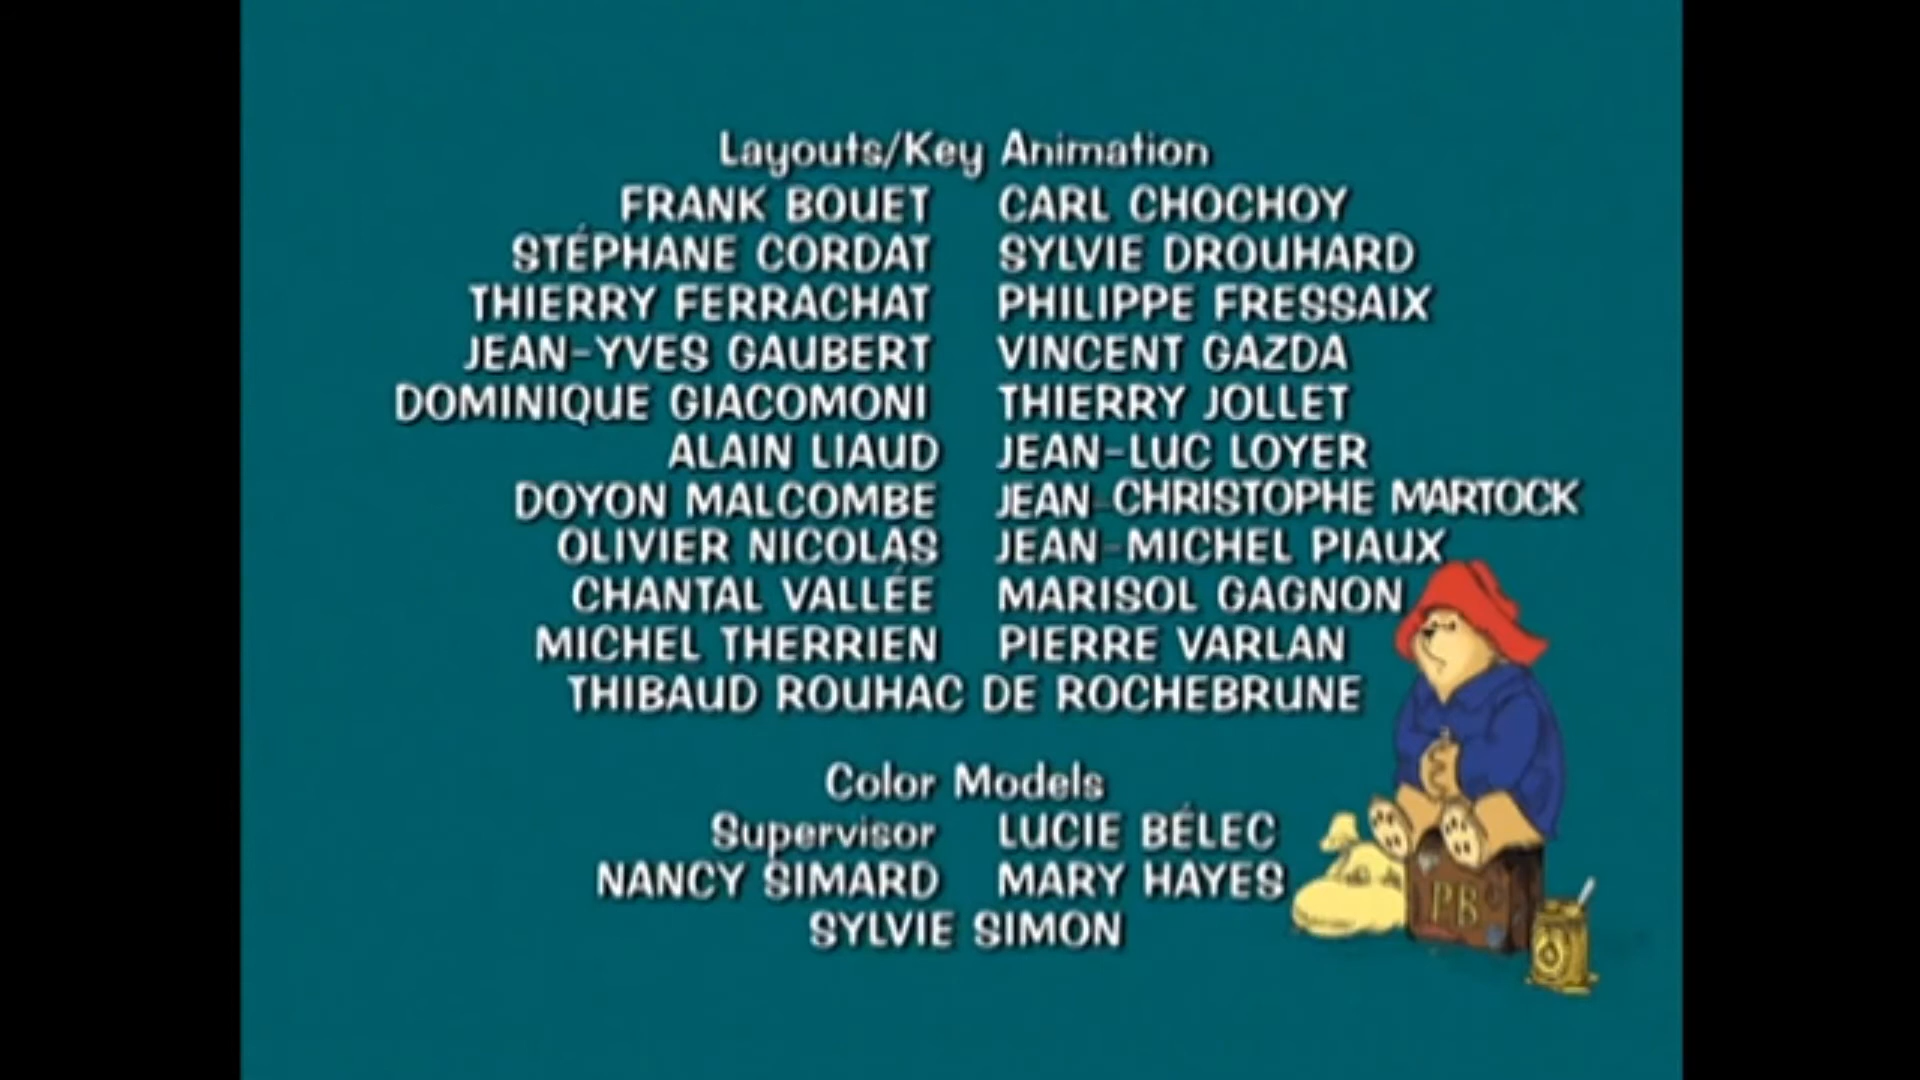 Layouts/Key Animation
FRANK BOUET CARL CHOCHOY
STÉPHANE CORDAT SYLVIE DROUHARD
THIERRY FERRACHAT PHILIPPE FRESSAIX
JEAN-YVES GAUBERT VINCENT GAZDA
DOMINIQUE GIACOMONI THIERRY JOLLET
ALAIN LIAUD JEAN-LUC LOYER
DOYON MALCOMBE JEAN-CHRISTOPHE MARTOCK
OLIVIER NICOLAS JEAN-MICHEL PIAUX
CHANTAL VALLÉE MARISOL GAGNON
MICHEL THERRIEN PIERRE VARLAN
THIBAUD ROUHAC DE ROCHEBRUNE
Color Models
Supervisor LUCIE BÉLEC
NANCY SIMARD MARY HAYES
SYLVIE SIMON
PB